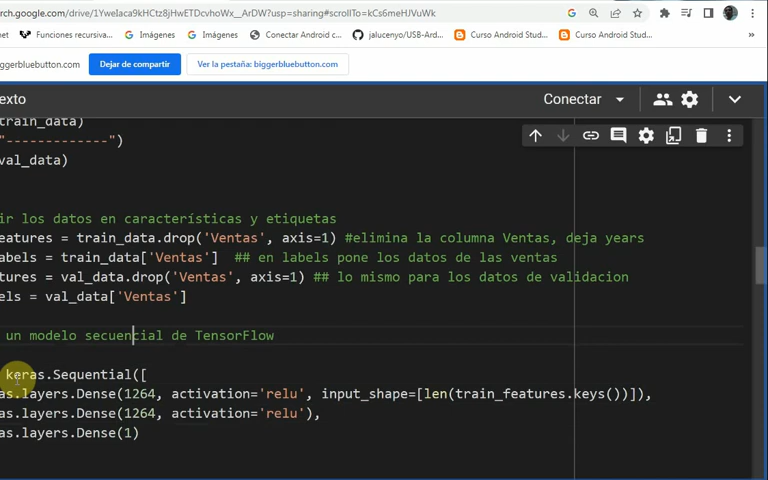 rch.google.com/drive/1YweIaca9kHCtz8jHwETDcvhoWx__ArDW?usp=sharing#scrollTo=kCs6meHJVuWk
net
Funciones recursiva...
Imágenes
Imágenes
Conectar Android c...
jalucenyo/USB-Ard...
Curso Android Stud...
Curso Android Stud...
ggerbluebutton.com
Dejar de compartir
Ver la pestaña: biggerbluebutton.com
exto
Conectar
train_data)
"-------------")
val_data)
ir los datos en características y etiquetas
eatures = train_data.drop('Ventas', axis=1) #elimina la columna Ventas, deja years
abels = train_data['Ventas']  ## en labels pone los datos de las ventas
tures = val_data.drop('Ventas', axis=1) ## lo mismo para los datos de validacion
els = val_data['Ventas']
un modelo secuencial de TensorFlow
keras.Sequential([
as.layers.Dense(1264, activation='relu', input_shape=[len(train_features.keys())]),
as.layers.Dense(1264, activation='relu'),
as.layers.Dense(1)